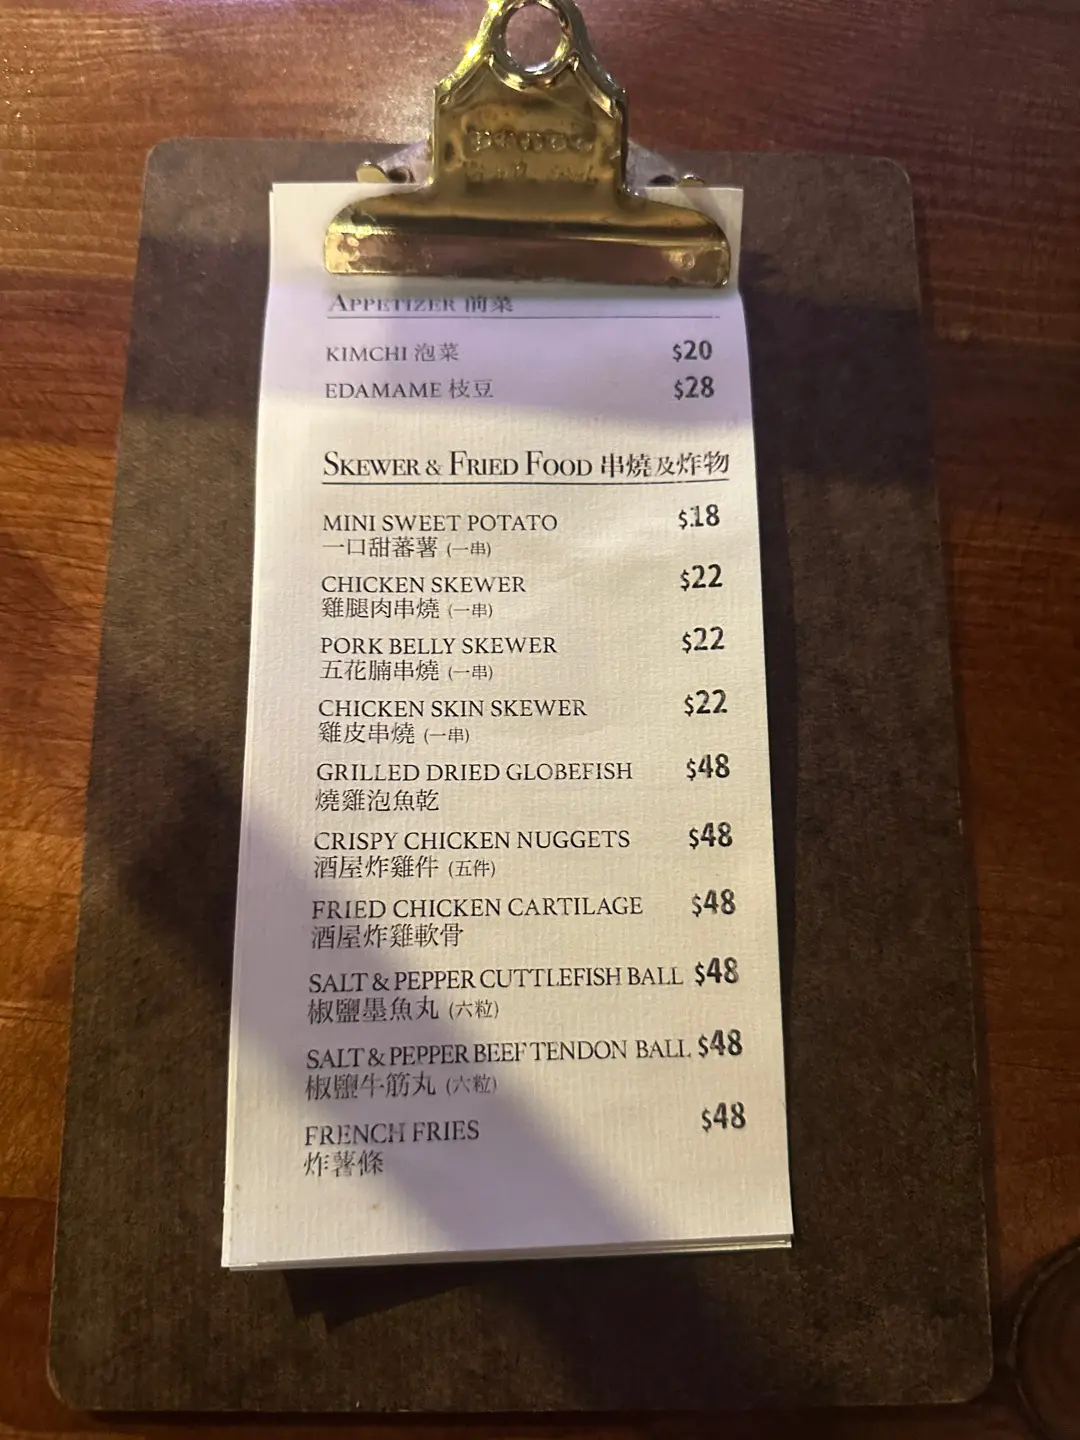 APPETIZER 前菜
KIMCHI 泡菜 $20
EDAMAME 枝豆 $28
SKEWER & FRIED FOOD 串燒及炸物
MINI SWEET POTATO $18
一口甜蕃薯 (一串)
CHICKEN SKEWER $22
雞腿肉串燒 (一串)
PORK BELLY SKEWER $22
五花腩串燒 (一串)
CHICKEN SKIN SKEWER $22
雞皮串燒 (一串)
GRILLED DRIED GLOBEFISH $48
燒雞泡魚乾
CRISPY CHICKEN NUGGETS $48
酒屋炸雞件 (五件)
FRIED CHICKEN CARTILAGE $48
酒屋炸雞軟骨
SALT & PEPPER CUTTLEFISH BALL $48
椒鹽墨魚丸 (六粒)
SALT & PEPPER BEEF TENDON BALL $48
椒鹽牛筋丸 (六粒)
FRENCH FRIES $48
炸薯條